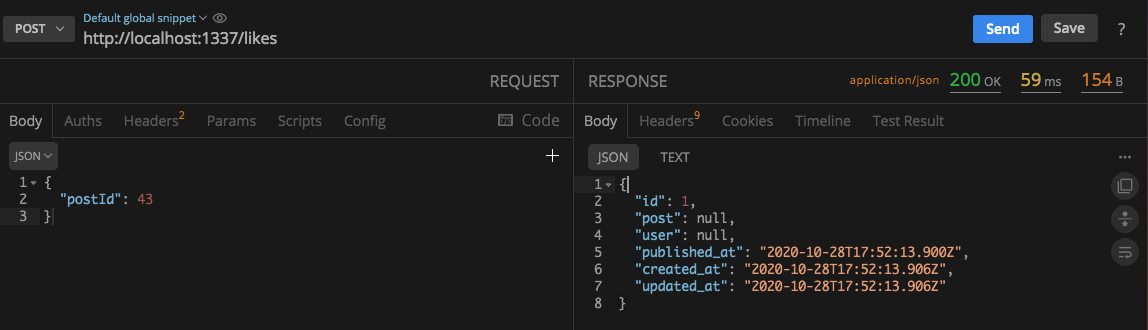 POST
Default global snippet
http://localhost:1337/likes
Send
Save
?
REQUEST
RESPONSE
application/json
200 OK
59 ms
154 B
Body Auths Headers2 Params Scripts Config Code
Body Headers9 Cookies Timeline Test Result
JSON
+
1 {
2 "postId": 43
3 }
JSON TEXT
1 {
2 "id": 1,
3 "post": null,
4 "user": null,
5 "published_at": "2020-10-28T17:52:13.900Z",
6 "created_at": "2020-10-28T17:52:13.906Z",
7 "updated_at": "2020-10-28T17:52:13.906Z"
8 }